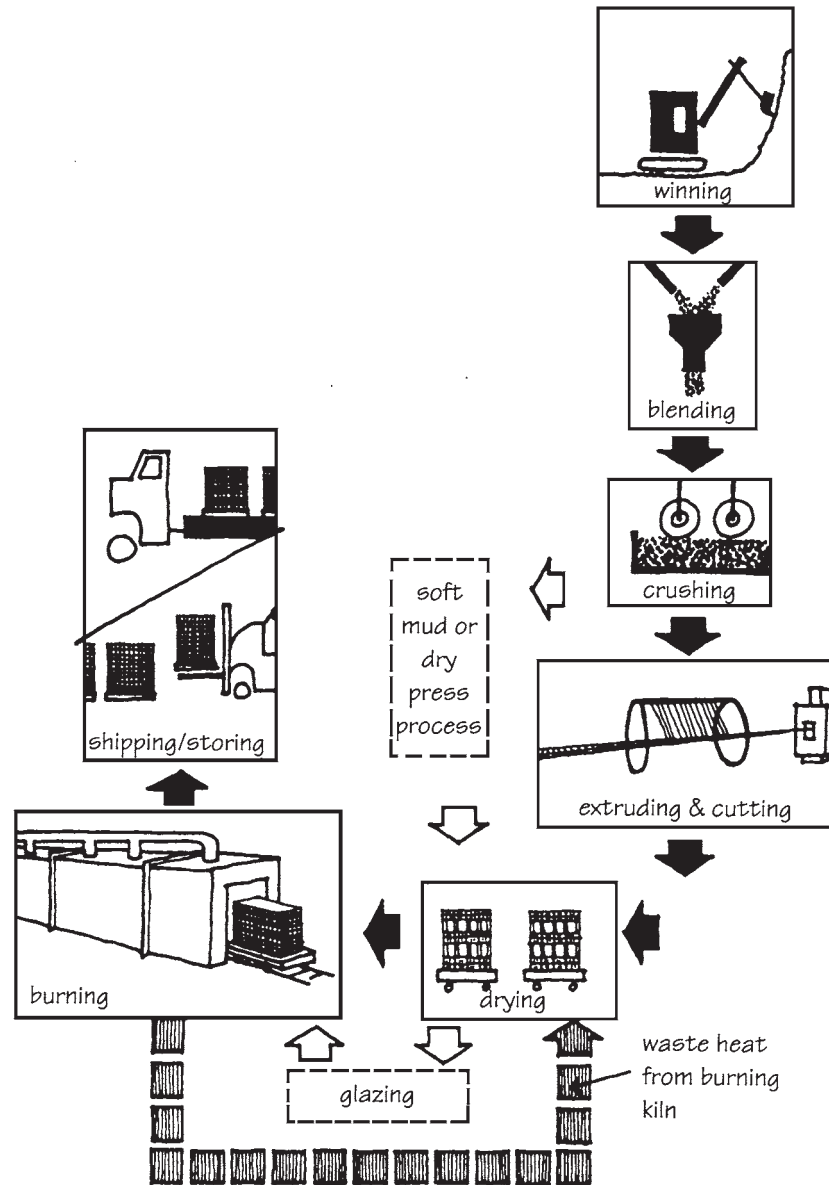 winning
blending
crushing
soft
mud or
dry
press
process
extruding & cutting
shipping/storing
drying
burning
glazing
waste heat
from burning
kiln